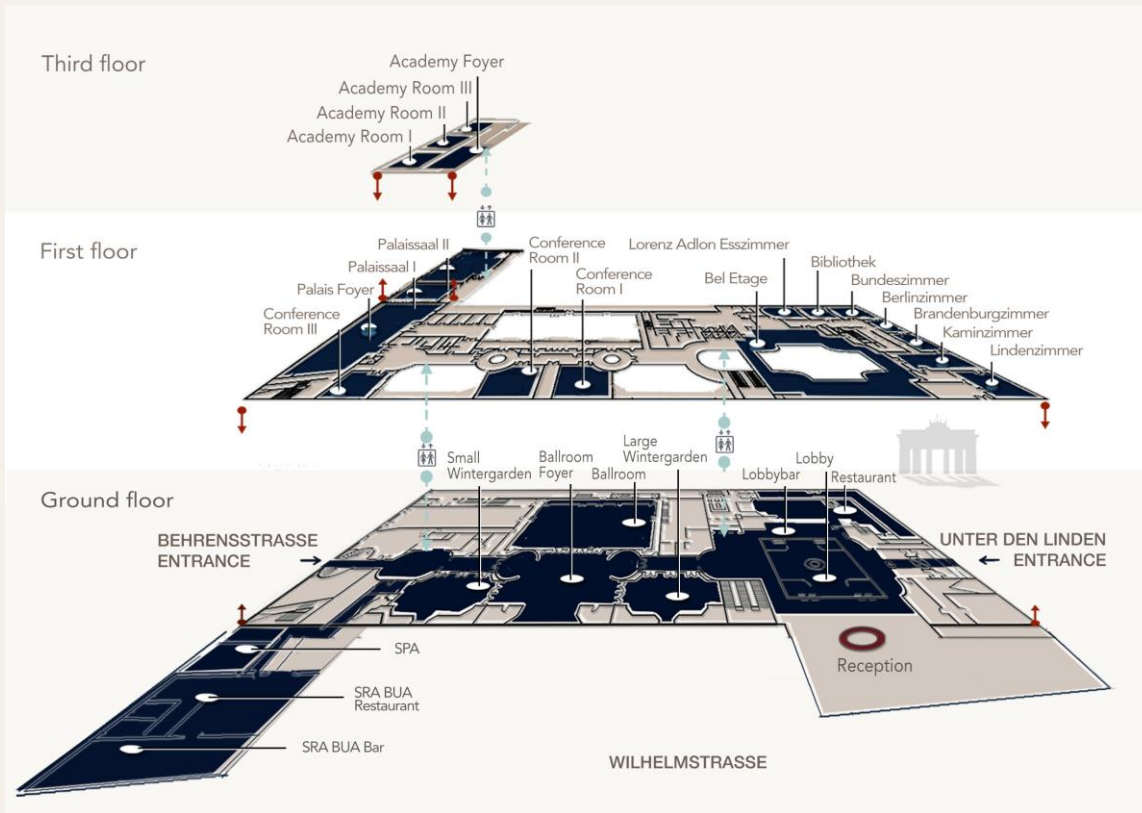 Third floor
Academy Foyer
Academy Room III
Academy Room II
Academy Room I
First floor
Palaissaal II
Palaissaal I
Palais Foyer
Conference
Room III
Conference
Room II
Conference
Room I
Lorenz Adlon Esszimmer
Bel Etage
Bibliothek
Bundeszimmer
Berlinzimmer
Brandenburgzimmer
Kaminzimmer
Lindenzimmer
Ground floor
Small
Wintergarden
Ballroom
Foyer
Ballroom
Large
Wintergarden
Lobbybar
Lobby
Restaurant
BEHRENSSTRASSE
ENTRANCE
UNTER DEN LINDEN
ENTRANCE
SPA
SRA BUA
Restaurant
SRA BUA Bar
Reception
WILHELMSTRASSE